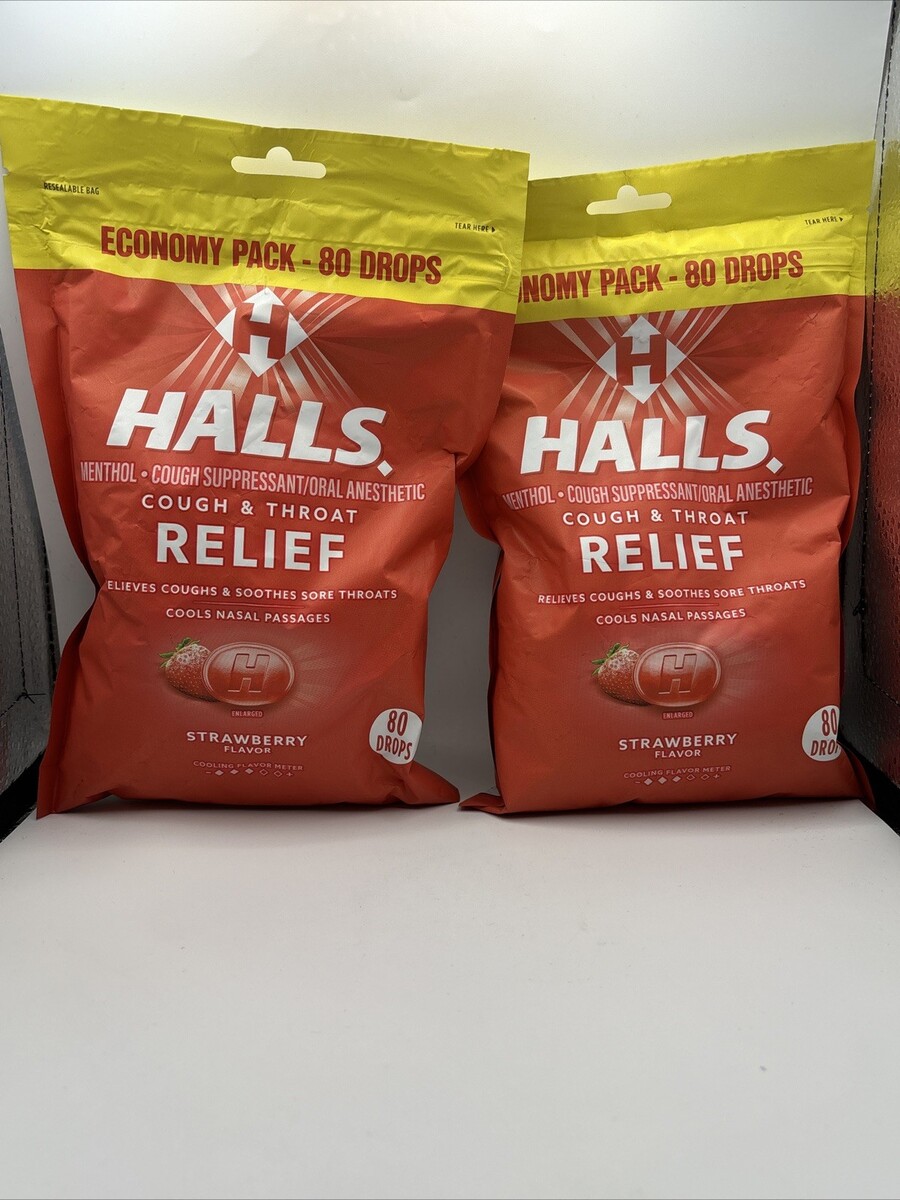 RESEALABLE BAG
TEAR HERE
ECONOMY PACK - 80 DROPS
H
HALLS.
MENTHOL • COUGH SUPPRESSANT/ORAL ANESTHETIC
COUGH & THROAT
RELIEF
ELIEVES COUGHS & SOOTHES SORE THROATS
COOLS NASAL PASSAGES
H
ENLARGED
80
DROPS
STRAWBERRY
FLAVOR
COOLING FLAVOR METER
TEAR HERE
NOMY PACK - 80 DROPS
H
HALLS.
MENTHOL • COUGH SUPPRESSANT/ORAL ANESTHETIC
COUGH & THROAT
RELIEF
RELIEVES COUGHS & SOOTHES SORE THROATS
COOLS NASAL PASSAGES
H
ENLARGED
80
DROP
STRAWBERRY
FLAVOR
COOLING FLAVOR METER